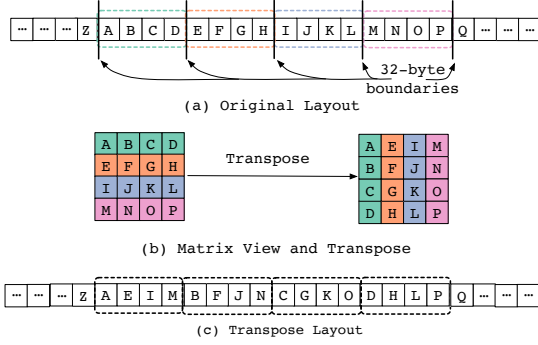 ⋯ ⋯ ⋯ Z A B C D E F G H I J K L M N O P Q ⋯ ⋯ ⋯
32-byte
boundaries
(a) Original Layout
A B C D
E F G H
I J K L
M N O P
Transpose
A E I M
B F J N
C G K O
D H L P
(b) Matrix View and Transpose
⋯ ⋯ ⋯ Z A E I M B F J N C G K O D H L P Q ⋯ ⋯ ⋯
(c) Transpose Layout